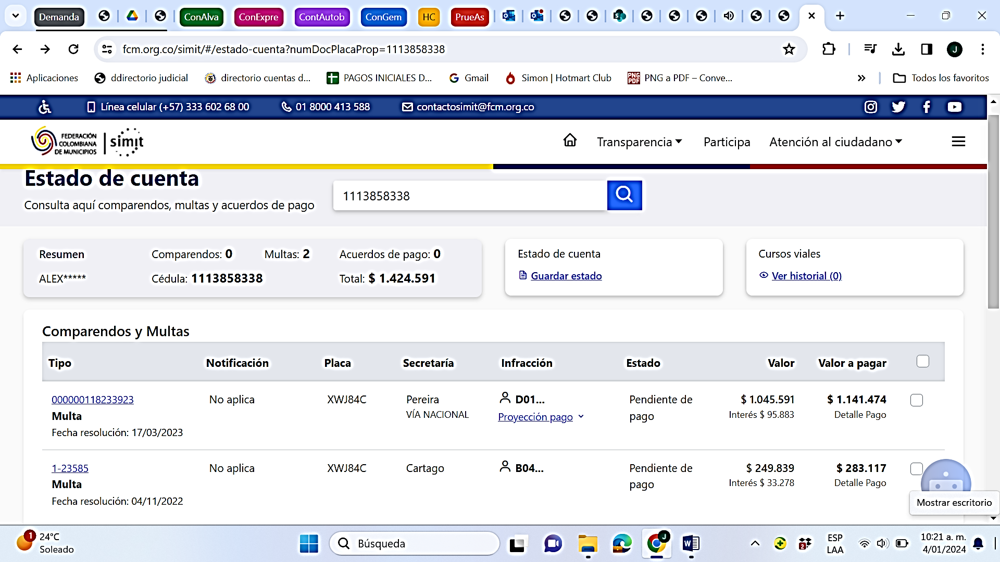 Demanda ConAlva ConExpre ContAutob ConGem HC PrueAs
fcm.org.co/simit/#/estado-cuenta?numDocPlacaProp=1113858338
J
Aplicaciones ddirectorio judicial directorio cuentas d... PAGOS INICIALES D... Gmail Simon | Hotmart Club PNG a PDF – Conve... » Todos los favoritos
Línea celular (+57) 333 602 68 00 01 8000 413 588 contactosimit@fcm.org.co
FEDERACIÓN
COLOMBIANA
DE MUNICIPIOS
simit
Transparencia Participa Atención al ciudadano
Estado de cuenta
Consulta aquí comparendos, multas y acuerdos de pago
1113858338
Resumen Comparendos: 0 Multas: 2 Acuerdos de pago: 0
ALEX***** Cédula: 1113858338 Total: $ 1.424.591
Estado de cuenta
Guardar estado
Cursos viales
Ver historial (0)
Comparendos y Multas
Tipo Notificación Placa Secretaría Infracción Estado Valor Valor a pagar
000000118233923 No aplica XWJ84C Pereira D01... Pendiente de $ 1.045.591 $ 1.141.474
Multa VÍA NACIONAL Proyección pago pago Interés $ 95.883 Detalle Pago
Fecha resolución: 17/03/2023
1-23585 No aplica XWJ84C Cartago B04... Pendiente de $ 249.839 $ 283.117
Multa pago Interés $ 33.278 Detalle Pago
Fecha resolución: 04/11/2022
Mostrar escritorio
1 24°C
Soleado
Búsqueda
J
2
ESP
LAA
10:21 a. m.
4/01/2024